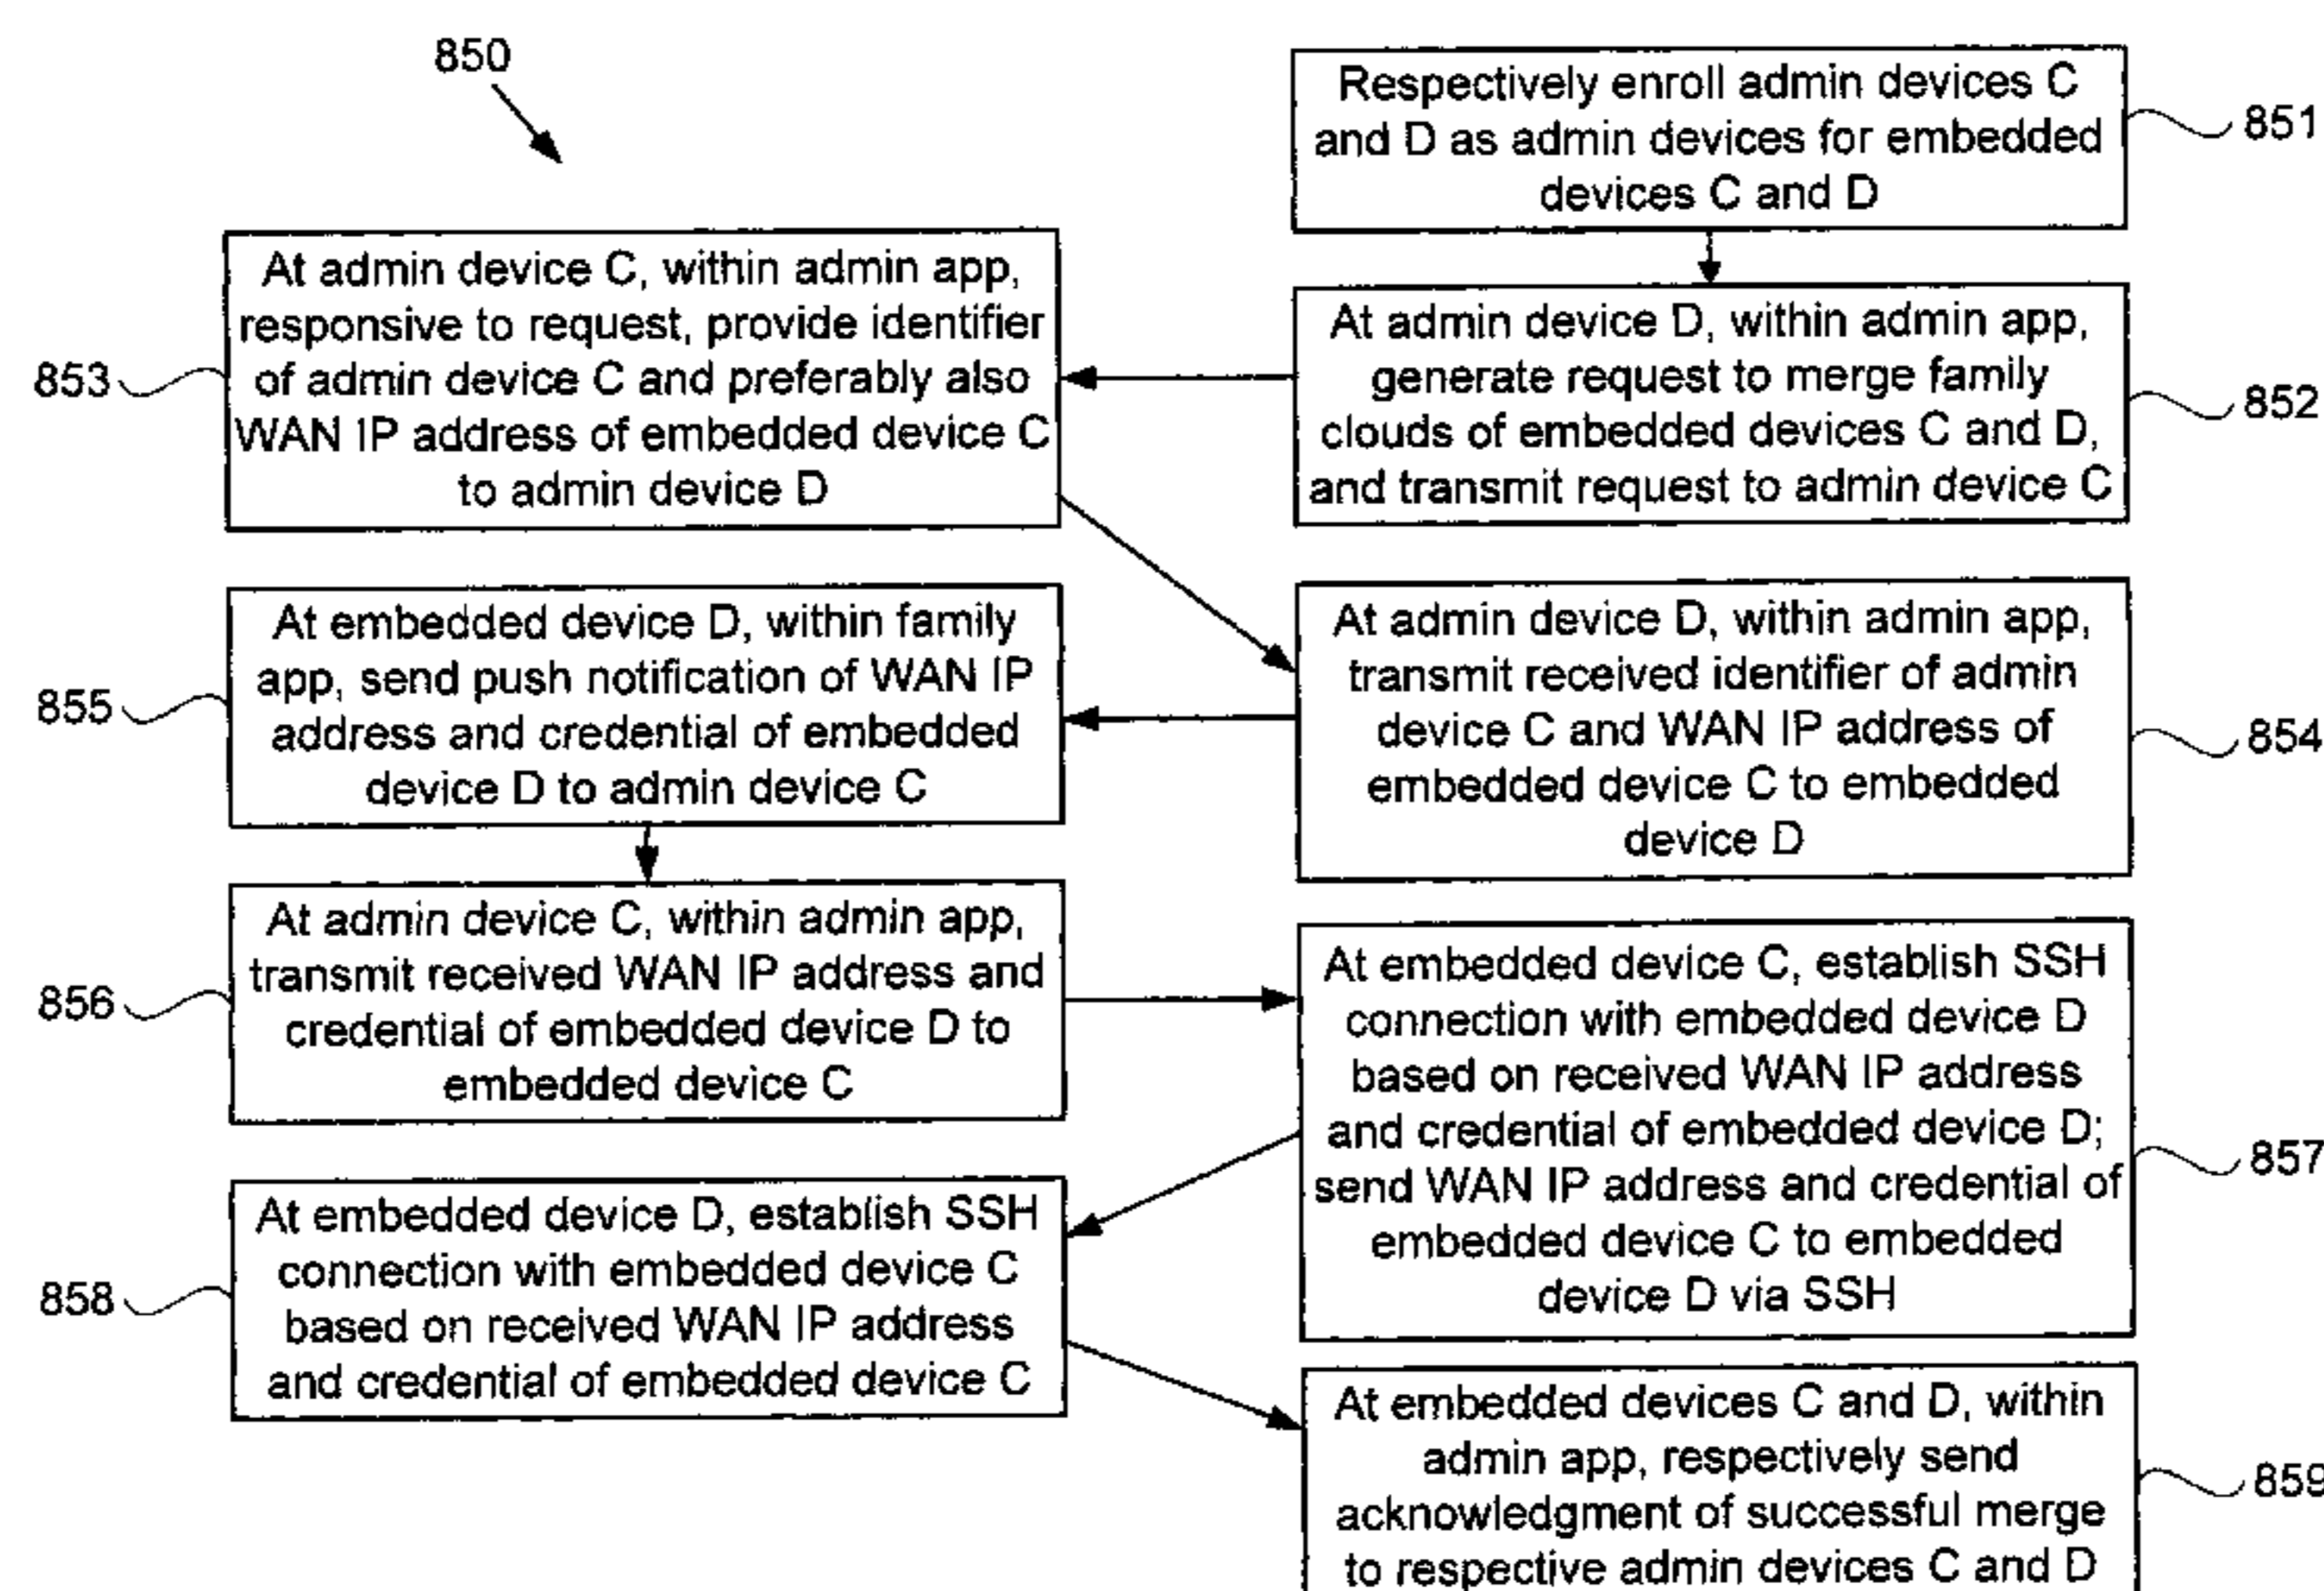 850
Respectively enroll admin devices C
and D as admin devices for embedded
devices C and D
851
At admin device D, within admin app,
generate request to merge family
clouds of embedded devices C and D,
and transmit request to admin device C
852
At admin device C, within admin app,
responsive to request, provide identifier
of admin device C and preferably also
WAN IP address of embedded device C
to admin device D
853
At admin device D, within admin app,
transmit received identifier of admin
device C and WAN IP address of
embedded device C to embedded
device D
854
At embedded device D, within family
app, send push notification of WAN IP
address and credential of embedded
device D to admin device C
855
At admin device C, within admin app,
transmit received WAN IP address and
credential of embedded device D to
embedded device C
856
At embedded device C, establish SSH
connection with embedded device D
based on received WAN IP address
and credential of embedded device D;
send WAN IP address and credential of
embedded device C to embedded
device D via SSH
857
At embedded device D, establish SSH
connection with embedded device C
based on received WAN IP address
and credential of embedded device C
858
At embedded devices C and D, within
admin app, respectively send
acknowledgment of successful merge
to respective admin devices C and D
859